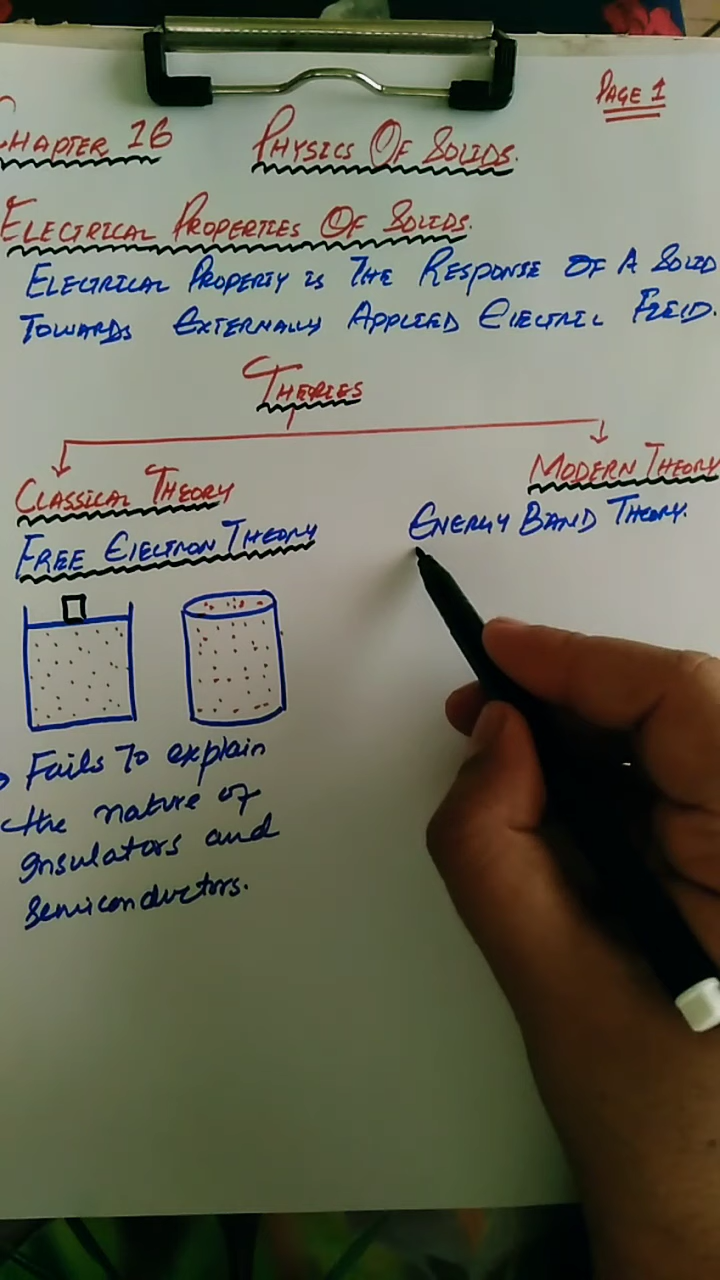 PAGE 1
CHAPTER 16 PHYSICS OF SOLIDS.
ELECTRICAL PROPERTIES OF SOLIDS.
ELECTRICAL PROPERTY IS THE RESPONSE OF A SOLID
TOWARDS EXTERNALLY APPLIED ELECTRIC FIELD.
THEORIES
CLASSICAL THEORY
MODERN THEORY
FREE ELECTRON THEORY
ENERGY BAND THEORY.
Fails To explain
the nature of
insulators and
semiconductors.